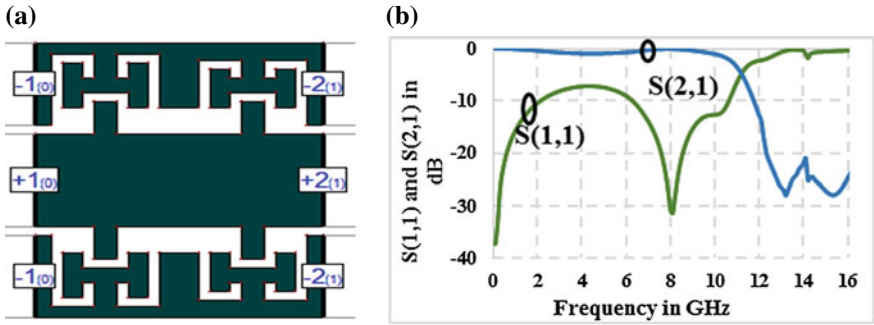 (a)
-1(0)
-2(1)
+1(0)
+2(1)
-1(0)
-2(1)
(b)
S(1,1) and S(2,1) in
dB
0
-10
-20
-30
-40
S(1,1)
S(2,1)
0 2 4 6 8 10 12 14 16
Frequency in GHz